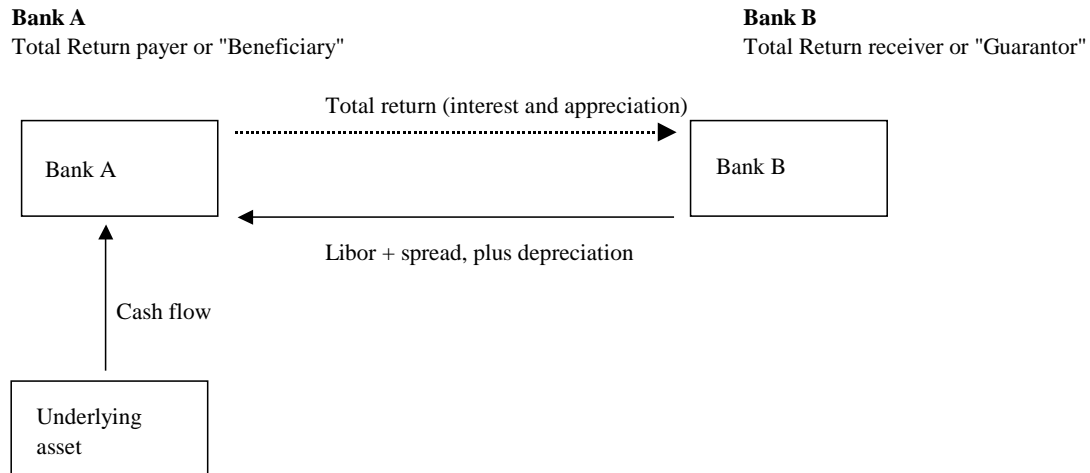 Bank A
Total Return payer or "Beneficiary"
Bank B
Total Return receiver or "Guarantor"
Total return (interest and appreciation)
Bank A
Bank B
Libor + spread, plus depreciation
Cash flow
Underlying
asset